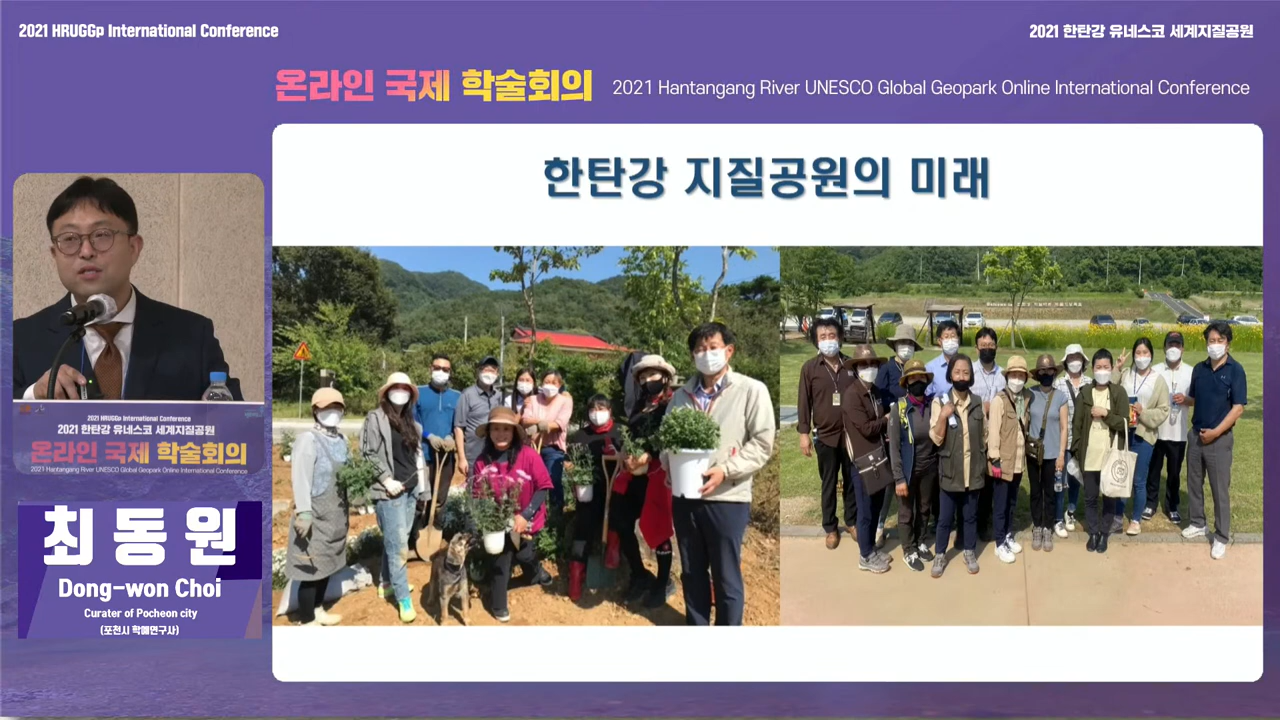 2021 HRUGGp International Conference
2021 한탄강 유네스코 세계지질공원
온라인 국제 학술회의
2021 Hantangang River UNESCO Global Geopark Online International Conference
한탄강 지질공원의 미래
2021 HRUGGp International Conference
2021 한탄강 유네스코 세계지질공원
온라인 국제 학술회의
2021 Hantangang River UNESCO Global Geopark Online International Conference
최동원
Dong-won Choi
Curater of Pocheon city
(포천시 학예연구사)